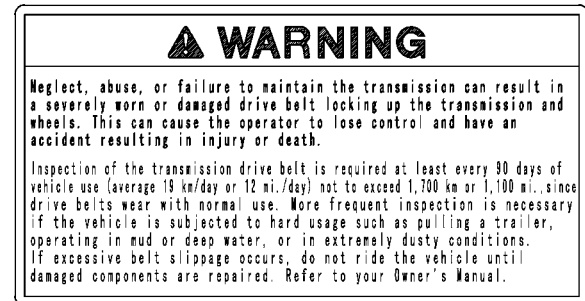 WARNING
Neglect, abuse, or failure to maintain the transmission can result in
a severely worn or damaged drive belt locking up the transmission and
wheels. This can cause the operator to lose control and have an
accident resulting in injury or death.
Inspection of the transmission drive belt is required at least every 90 days of
vehicle use (average 19 km/day or 12 mi./day) not to exceed 1,700 km or 1,100 mi.,since
drive belts wear with normal use. More frequent inspection is necessary
if the vehicle is subjected to hard usage such as pulling a trailer,
operating in mud or deep water, or in extremely dusty conditions.
If excessive belt slippage occurs, do not ride the vehicle until
damaged components are repaired. Refer to your Owner's Manual.